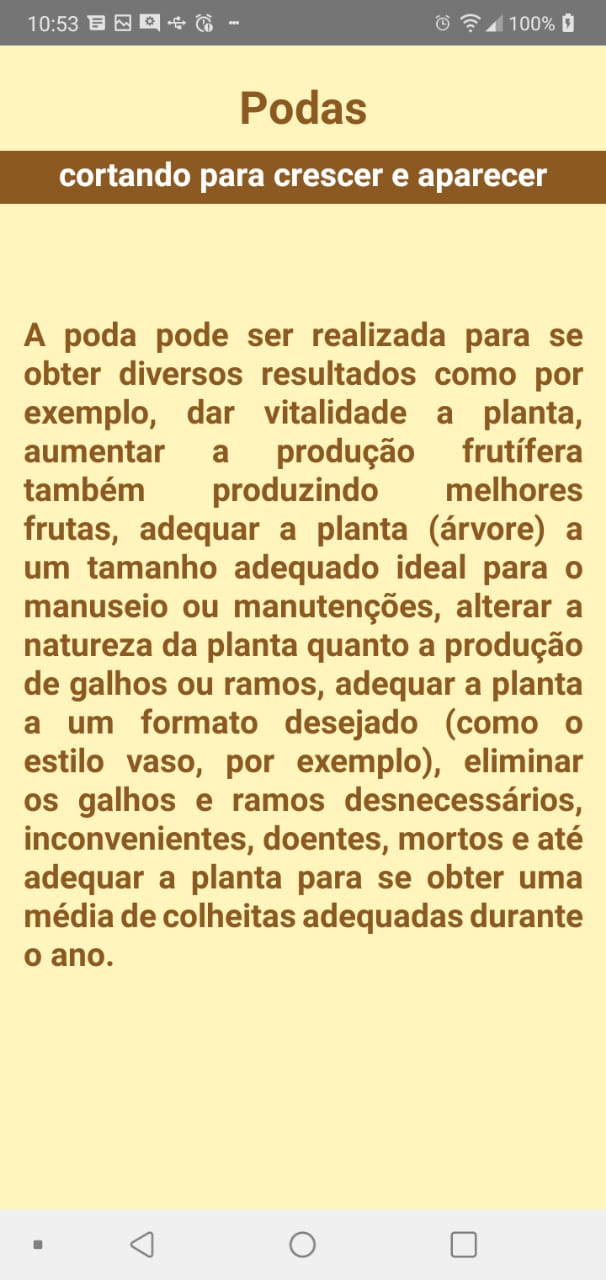 10:53
100%
Podas
cortando para crescer e aparecer
A poda pode ser realizada para se
obter diversos resultados como por
exemplo, dar vitalidade a planta,
aumentar a produção frutífera
também produzindo melhores
frutas, adequar a planta (árvore) a
um tamanho adequado ideal para o
manuseio ou manutenções, alterar a
natureza da planta quanto a produção
de galhos ou ramos, adequar a planta
a um formato desejado (como o
estilo vaso, por exemplo), eliminar
os galhos e ramos desnecessários,
inconvenientes, doentes, mortos e até
adequar a planta para se obter uma
média de colheitas adequadas durante
o ano.